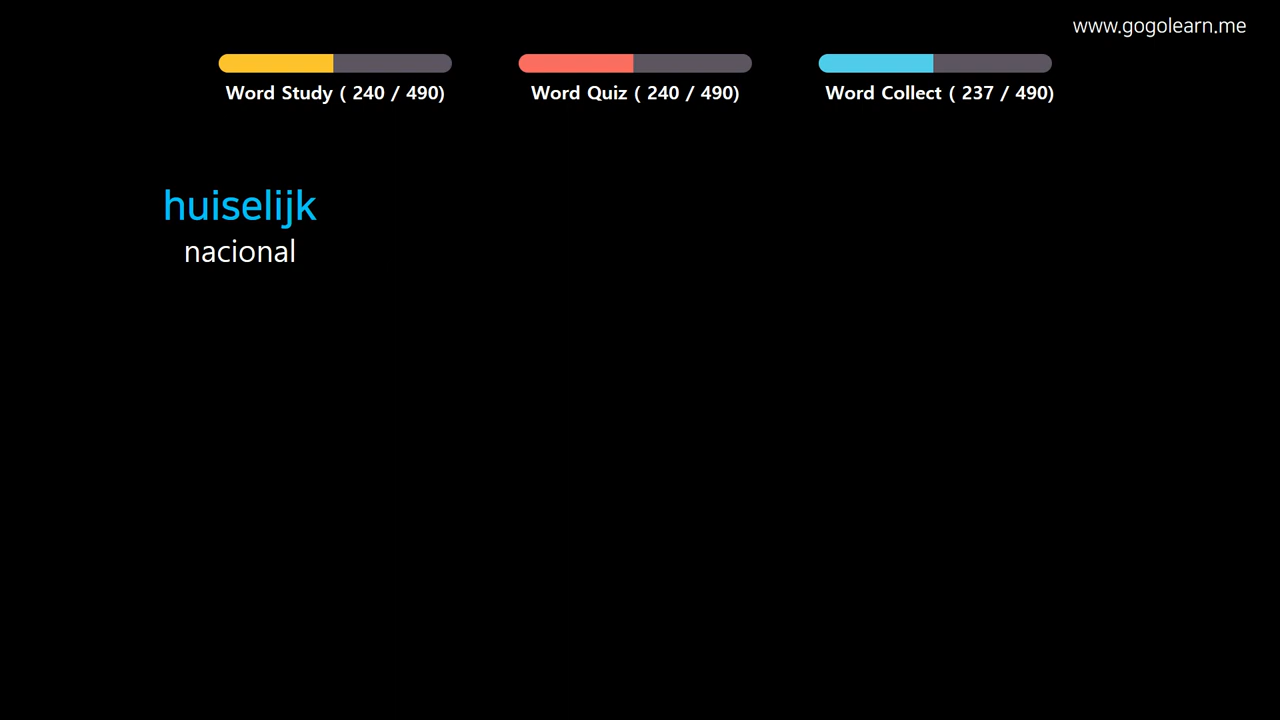 www.gogolearn.me
Word Study ( 240 / 490)
Word Quiz ( 240 / 490)
Word Collect ( 237 / 490)
huiselijk
nacional